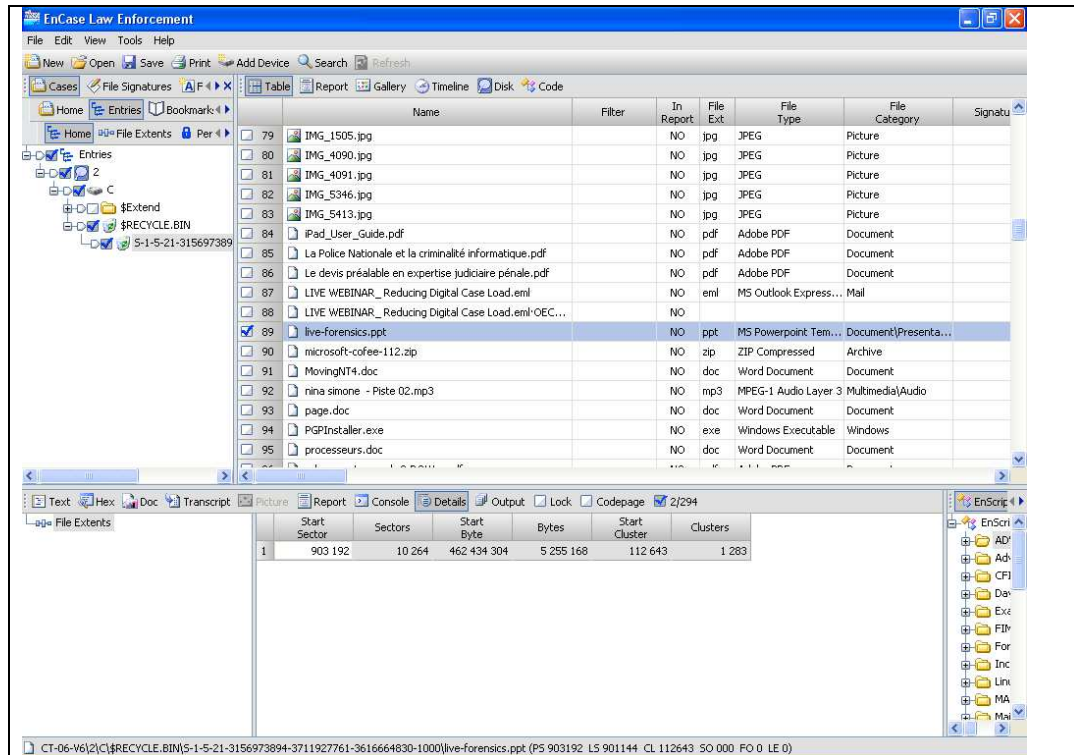 EnCase Law Enforcement
File Edit View Tools Help
New Open Save Print Add Device Search Refresh
Cases File Signatures Table Report Gallery Timeline Disk Code
Home Entries Bookmark
Home File Extents Per
Entries
2
C
$Extend
$RECYCLE.BIN
S-1-5-21-315697389
Name Filter In Report File Ext File Type File Category Signatu
79 IMG_1505.jpg NO jpg JPEG Picture
80 IMG_4090.jpg NO jpg JPEG Picture
81 IMG_4091.jpg NO jpg JPEG Picture
82 IMG_5346.jpg NO jpg JPEG Picture
83 IMG_5413.jpg NO jpg JPEG Picture
84 iPad_User_Guide.pdf NO pdf Adobe PDF Document
85 La Police Nationale et la criminalité informatique.pdf NO pdf Adobe PDF Document
86 Le devis préalable en expertise judiciaire pénale.pdf NO pdf Adobe PDF Document
87 LIVE WEBINAR_ Reducing Digital Case Load.eml NO eml MS Outlook Express... Mail
88 LIVE WEBINAR_ Reducing Digital Case Load.eml·OEC... NO
89 live-forensics.ppt NO ppt MS Powerpoint Tem... Document\Presenta...
90 microsoft-cofee-112.zip NO zip ZIP Compressed Archive
91 MovingNT4.doc NO doc Word Document Document
92 nina simone - Piste 02.mp3 NO mp3 MPEG-1 Audio Layer 3 Multimedia\Audio
93 page.doc NO doc Word Document Document
94 PGPInstaller.exe NO exe Windows Executable Windows
95 processeurs.doc NO doc Word Document Document
Text Hex Doc Transcript Picture Report Console Details Output Lock Codepage 2/294
File Extents
Start Sector Sectors Start Byte Bytes Start Cluster Clusters
1 903 192 10 264 462 434 304 5 255 168 112 643 1 283
EnScrip
EnScri
Adv
CFI
Exa
FIM
For
Inc
MA
CT-06-V6\2\C\$RECYCLE.BIN\S-1-5-21-3156973894-3711927761-3616664830-1000\live-forensics.ppt (PS 903192 LS 901144 CL 112643 SO 000 FO 0 LE 0)